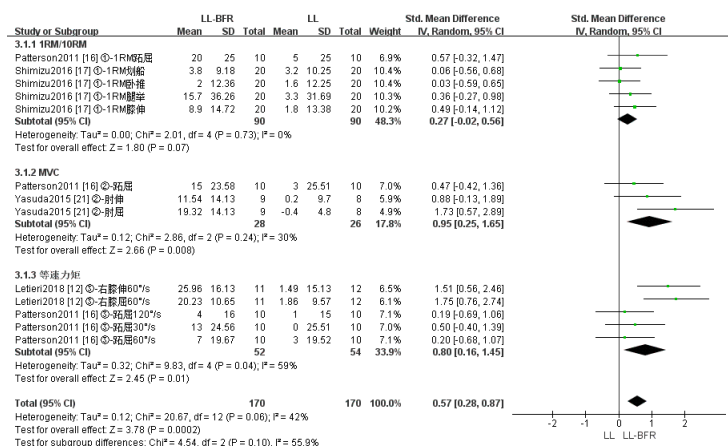 LL-BFR LL Std. Mean Difference Std. Mean Difference
Study or Subgroup Mean SD Total Mean SD Total Weight IV, Random, 95% CI IV, Random, 95% CI
3.1.1 1RM/10RM
Patterson2011 [16] ①-1RM跖屈 20 25 10 5 25 10 6.9% 0.57 [-0.32, 1.47]
Shimizu2016 [17] ①-1RM划船 3.8 9.18 20 3.2 10.25 20 10.4% 0.06 [-0.56, 0.68]
Shimizu2016 [17] ①-1RM卧推 2 12.36 20 1.6 12.22 20 10.4% 0.03 [-0.59, 0.65]
Shimizu2016 [17] ①-1RM腿举 15.7 36.26 20 3.3 31.69 20 10.4% 0.36 [-0.27, 0.98]
Shimizu2016 [17] ①-1RM膝伸 8.9 14.72 20 1.8 13.38 20 10.2% 0.49 [-0.14, 1.12]
Subtotal (95% CI) 90 90 48.3% 0.27 [-0.02, 0.56]
Heterogeneity: Tau² = 0.00; Chi² = 2.01, df = 4 (P = 0.73); I² = 0%
Test for overall effect: Z = 1.80 (P = 0.07)
3.1.2 MVC
Patterson2011 [16] ②-跖屈 15 23.58 10 3 25.51 10 7.0% 0.47 [-0.42, 1.36]
Yasuda2015 [21] ②-肘伸 11.54 14.13 9 0.2 9.7 8 5.9% 0.88 [-0.13, 1.89]
Yasuda2015 [21] ②-肘屈 19.32 14.13 9 -0.4 4.8 8 4.9% 1.73 [0.57, 2.89]
Subtotal (95% CI) 28 26 17.8% 0.95 [0.25, 1.65]
Heterogeneity: Tau² = 0.12; Chi² = 2.86, df = 2 (P = 0.24); I² = 30%
Test for overall effect: Z = 2.66 (P = 0.008)
3.1.3 等速力矩
Letieri2018 [12] ③-右膝伸60°/s 25.96 16.13 11 1.49 15.13 12 6.5% 1.51 [0.56, 2.46]
Letieri2018 [12] ③-右膝屈60°/s 20.23 10.65 11 1.86 9.57 12 6.2% 1.75 [0.76, 2.74]
Patterson2011 [16] ③-跖屈120°/s 4 16 10 1 15 10 7.1% 0.19 [-0.69, 1.06]
Patterson2011 [16] ③-跖屈30°/s 13 24.56 10 0 25.51 10 7.0% 0.50 [-0.40, 1.39]
Patterson2011 [16] ③-跖屈60°/s 7 19.67 10 3 19.52 10 7.1% 0.20 [-0.68, 1.07]
Subtotal (95% CI) 52 54 33.9% 0.80 [0.16, 1.45]
Heterogeneity: Tau² = 0.32; Chi² = 9.83, df = 4 (P = 0.04); I² = 59%
Test for overall effect: Z = 2.45 (P = 0.01)
Total (95% CI) 170 170 100.0% 0.57 [0.28, 0.87]
Heterogeneity: Tau² = 0.12; Chi² = 20.67, df = 12 (P = 0.06); I² = 42%
Test for overall effect: Z = 3.78 (P = 0.0002)
Test for subgroup differences: Chi² = 4.54, df = 2 (P = 0.10), I² = 55.9%
-2 -1 0 1 2
LL LL-BFR